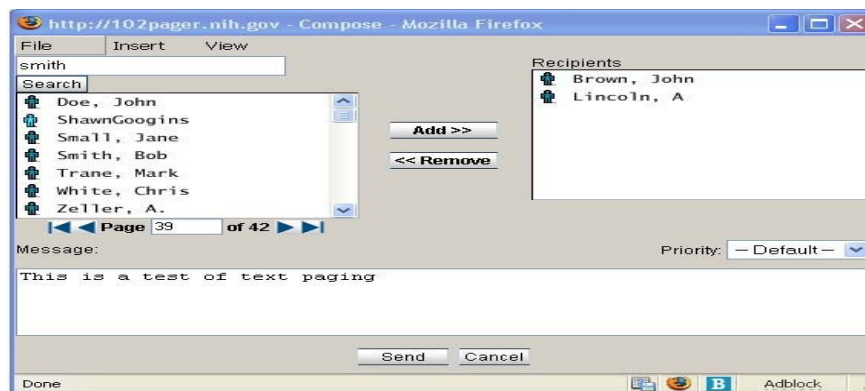 http://102pager.nih.gov - Compose - Mozilla Firefox
File Insert View
smith
Search
Doe, John
ShawnGoogins
Small, Jane
Smith, Bob
Trane, Mark
White, Chris
Zeller, A.
Page 39 of 42
Add >>
<< Remove
Recipients
Brown, John
Lincoln, A
Message:
Priority: — Default —
This is a test of text paging
Send Cancel
Done
B
Adblock